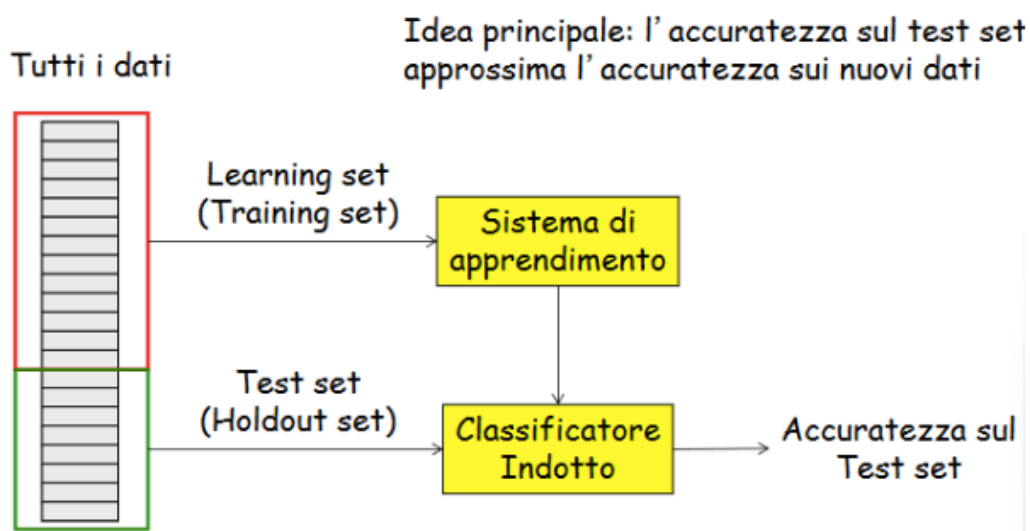 Idea principale: l'accuratezza sul test set
approssima l'accuratezza sui nuovi dati
Tutti i dati
Learning set
(Training set)
Sistema di
apprendimento
Test set
(Holdout set)
Classificatore
Indotto
Accuratezza sul
Test set